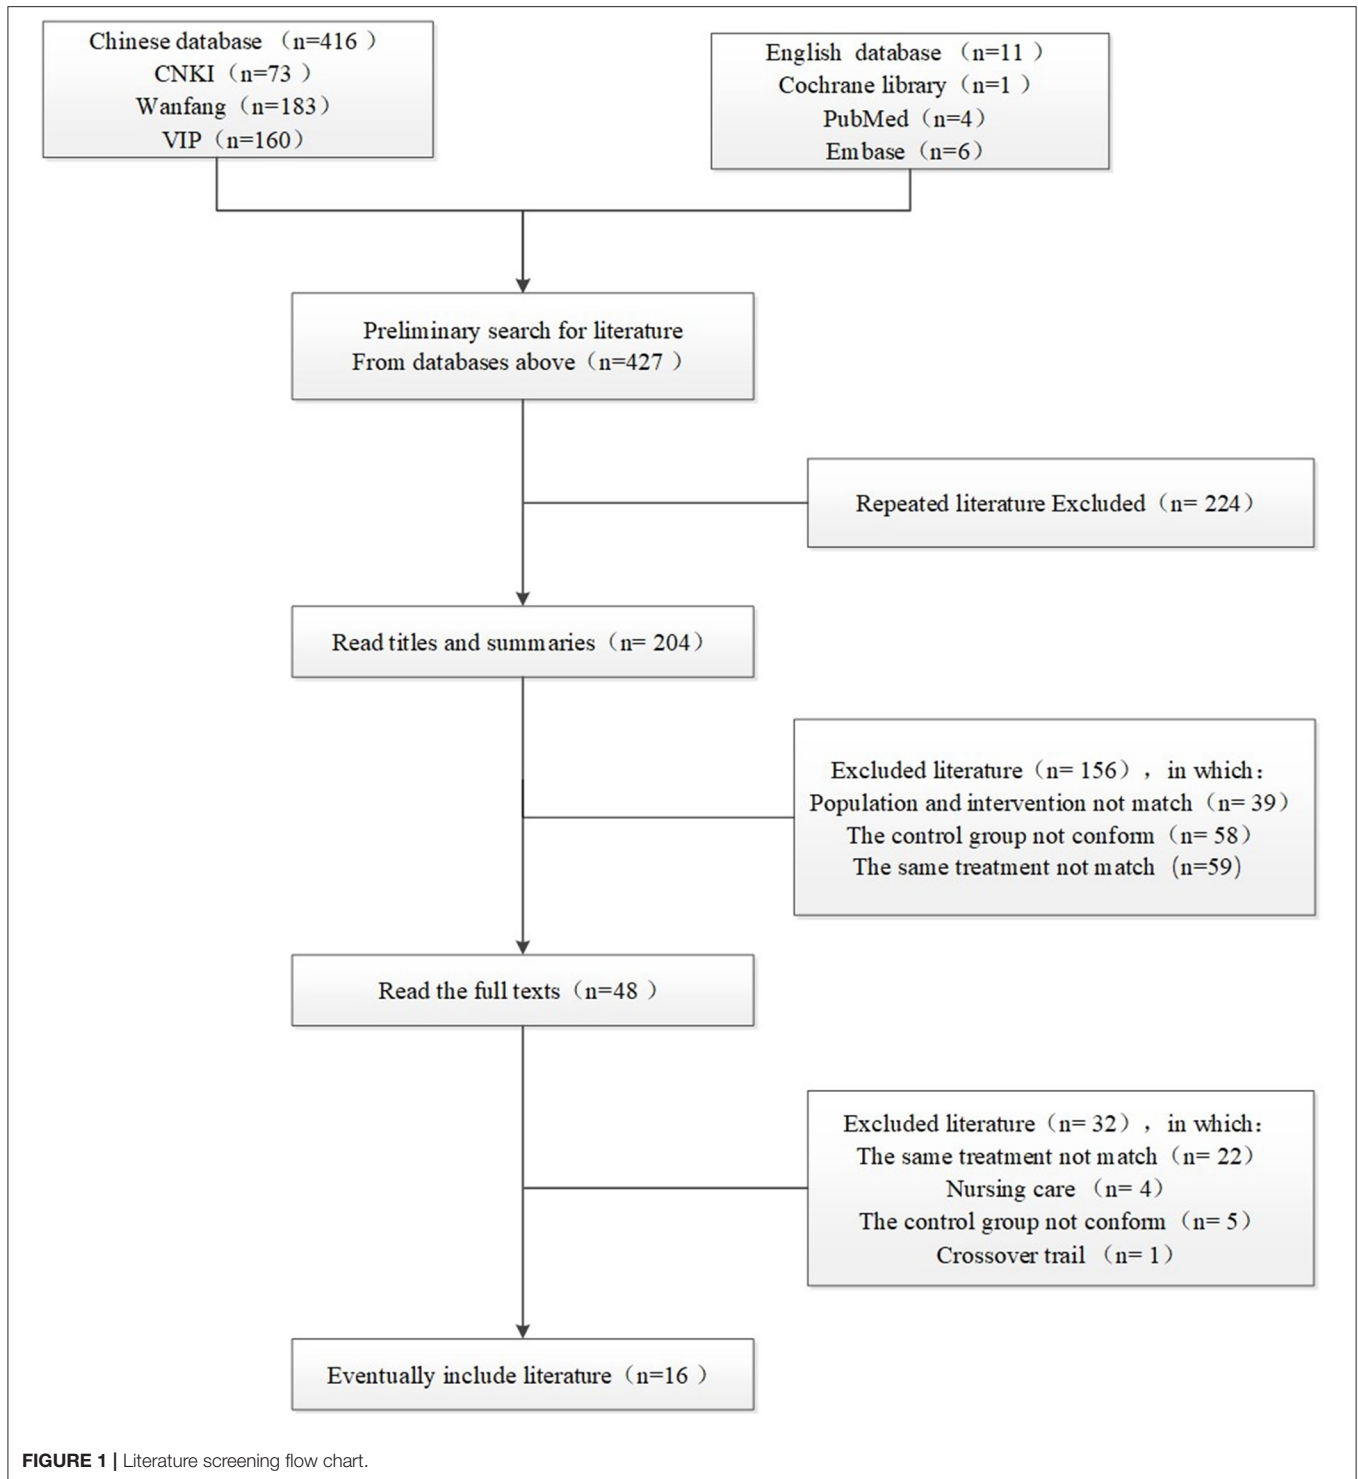 Chinese database （n=416 ）
CNKI（n=73 ）
Wanfang（n=183）
VIP（n=160）
English database （n=11 ）
Cochrane library（n=1 ）
PubMed（n=4）
Embase（n=6）
Preliminary search for literature
From databases above（n=427 ）
Repeated literature Excluded（n= 224）
Read titles and summaries（n= 204）
Excluded literature（n= 156），in which：
Population and intervention not match（n= 39）
The control group not conform（n= 58）
The same treatment not match (n=59)
Read the full texts（n=48 ）
Excluded literature（n= 32），in which：
The same treatment not match（n= 22）
Nursing care （n= 4）
The control group not conform（n= 5）
Crossover trail （n= 1）
Eventually include literature（n=16 ）
FIGURE 1 | Literature screening flow chart.